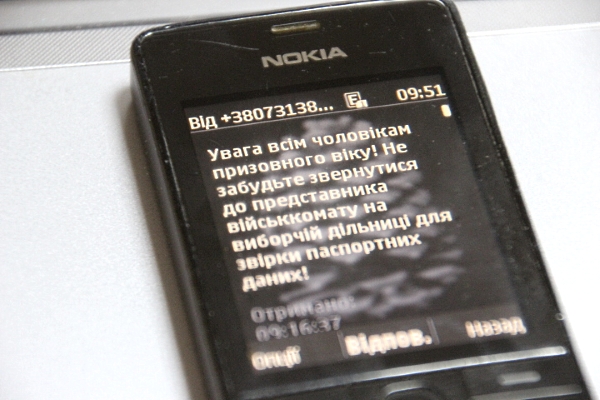 NOKIA
Від +38073138... E 09:51
Увага всім чоловікам
призовного віку! Не
забудьте звернутися
до представника
військкомату на
виборчій дільниці для
звірки паспортних
даних!
Отримано:
09:16:37
Опції Відпов. Назад